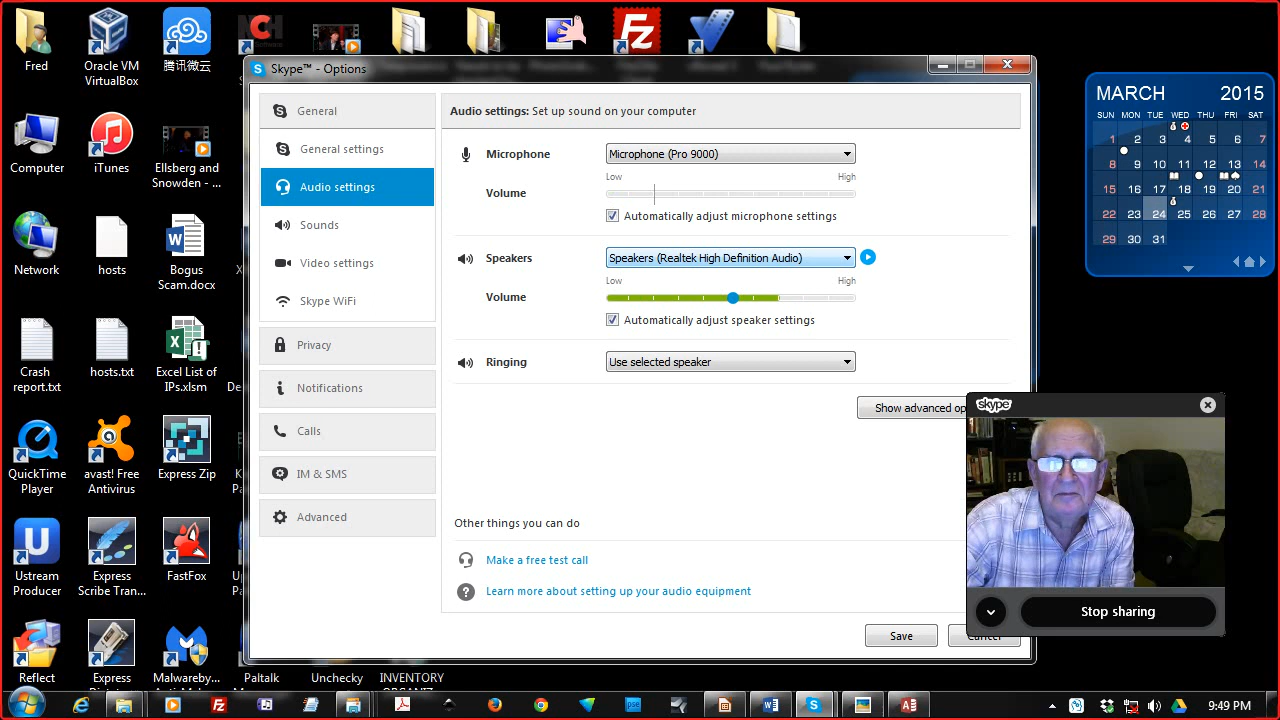 Fred
Oracle VM
VirtualBox
腾讯微云
NCH
Skype™ - Options
MARCH 2015
SUN MON TUE WED THU FRI SAT
1 2 3 4 5 6 7
8 9 10 11 12 13 14
15 16 17 18 19 20 21
22 23 24 25 26 27 28
29 30 31
General
General settings
Audio settings
Sounds
Video settings
Skype WiFi
Privacy
Notifications
Calls
IM & SMS
Advanced
Audio settings: Set up sound on your computer
Microphone
Microphone (Pro 9000)
Low High
Volume
Automatically adjust microphone settings
Speakers
Speakers (Realtek High Definition Audio)
Low High
Volume
Automatically adjust speaker settings
Ringing
Use selected speaker
Show advanced op
Other things you can do
Make a free test call
Learn more about setting up your audio equipment
Save
Cancel
skype
Stop sharing
Computer
iTunes
Ellsberg and
Snowden - ...
Network
hosts
Bogus
Scam.docx
Crash
report.txt
hosts.txt
Excel List of
IPs.xlsm
De
QuickTime
Player
avast! Free
Antivirus
Express Zip
Ustream
Producer
Express
Scribe Tran...
FastFox
Reflect
Express
Malwareby...
Paltalk
Unchecky
INVENTORY
9:49 PM